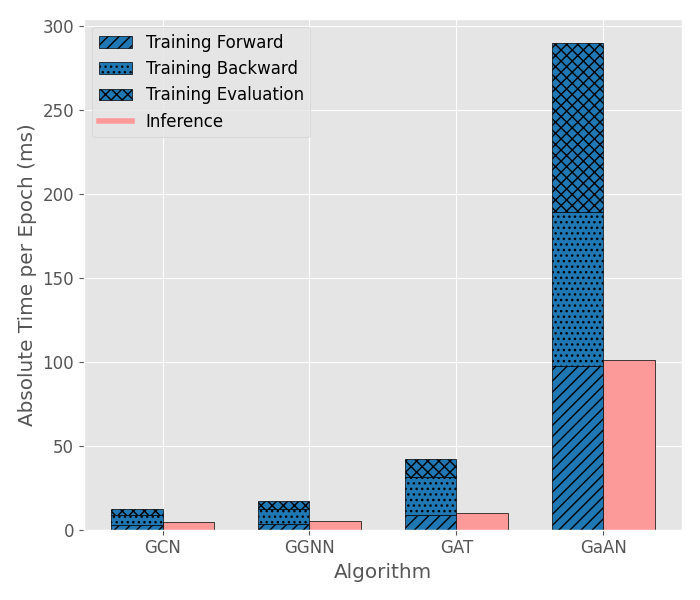 Training Forward
Training Backward
Training Evaluation
Inference
Absolute Time per Epoch (ms)
300
250
200
150
100
50
0
GCN GGNN GAT GaAN
Algorithm